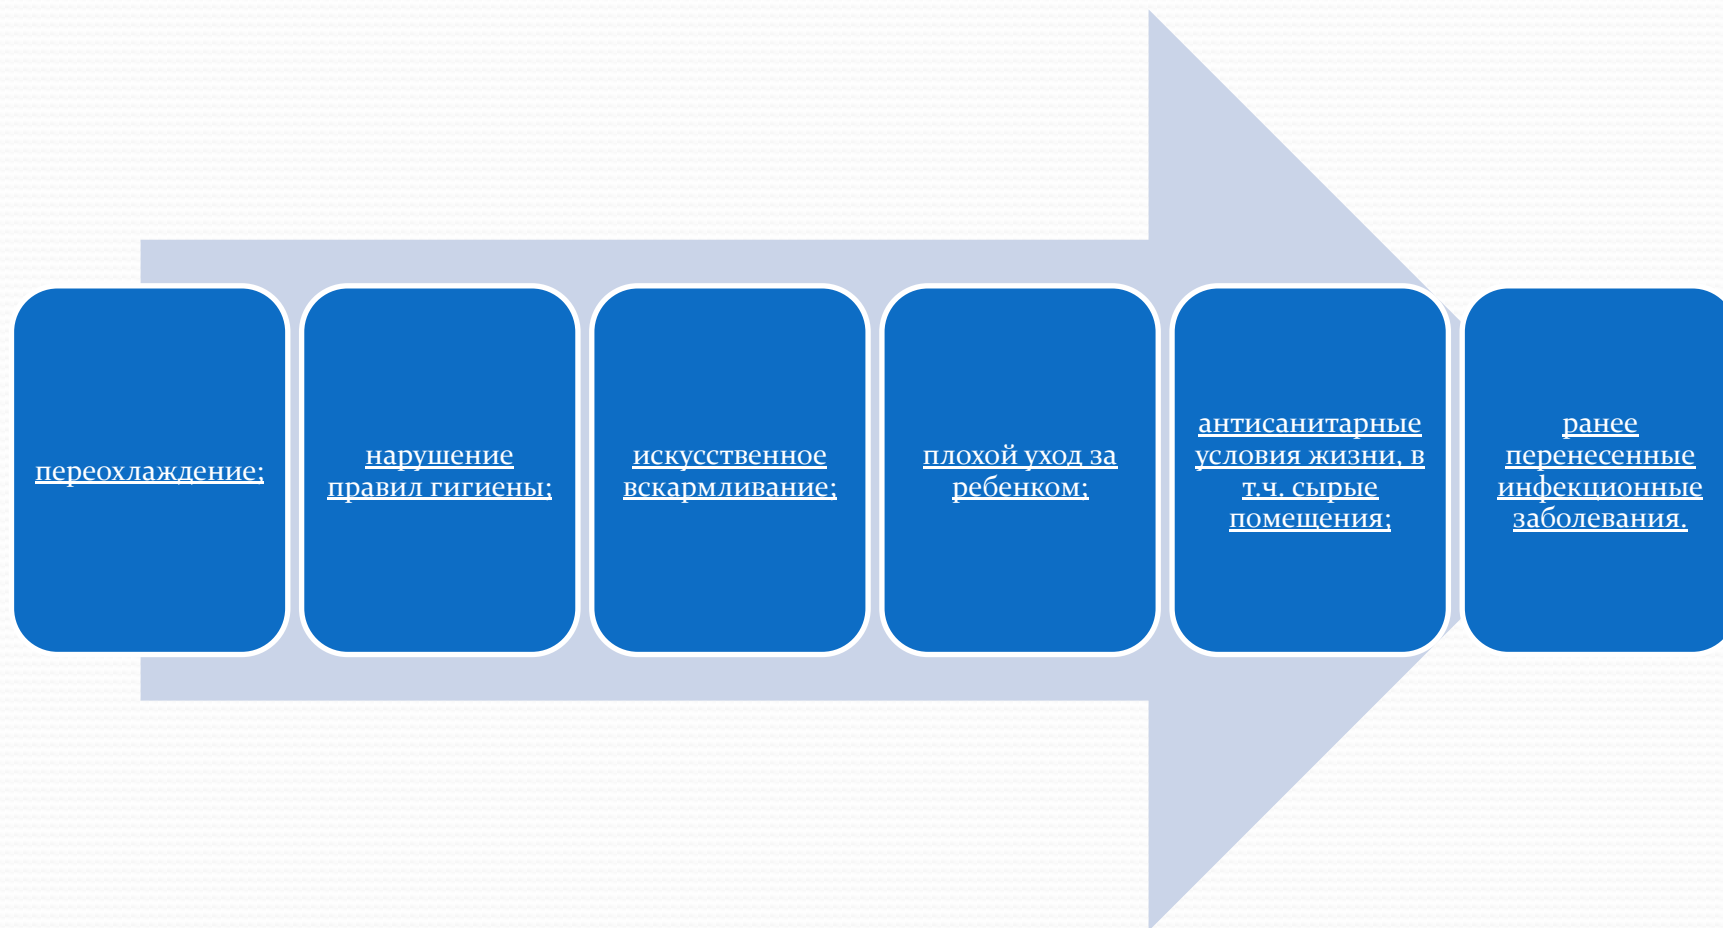 переохлаждение;
нарушение
правил гигиены;
искусственное
вскармливание;
плохой уход за
ребенком;
антисанитарные
условия жизни, в
т.ч. сырые
помещения;
ранее
перенесенные
инфекционные
заболевания.